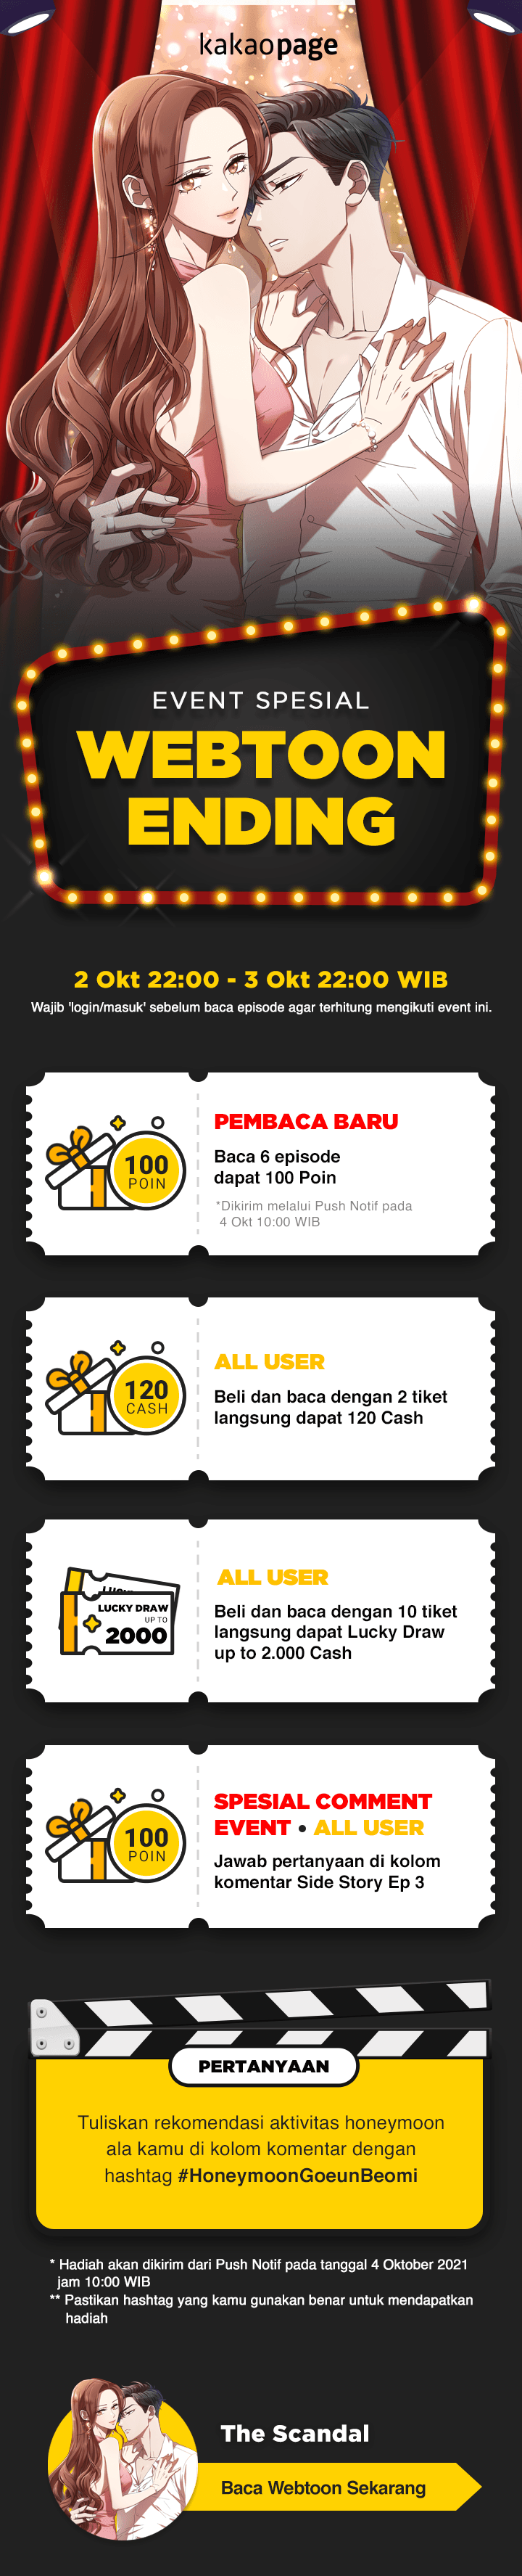 kakaopage
EVENT SPESIAL
WEBTOON
ENDING
2 Okt 22:00 - 3 Okt 22:00 WIB
Wajib 'login/masuk' sebelum baca episode agar terhitung mengikuti event ini.
100
POIN
PEMBACA BARU
Baca 6 episode
dapat 100 Poin
*Dikirim melalui Push Notif pada
4 Okt 10:00 WIB
120
CASH
ALL USER
Beli dan baca dengan 2 tiket
langsung dapat 120 Cash
LUCKY DRAW
UP TO
2000
ALL USER
Beli dan baca dengan 10 tiket
langsung dapat Lucky Draw
up to 2.000 Cash
100
POIN
SPESIAL COMMENT
EVENT • ALL USER
Jawab pertanyaan di kolom
komentar Side Story Ep 3
PERTANYAAN
Tuliskan rekomendasi aktivitas honeymoon
ala kamu di kolom komentar dengan
hashtag #HoneymoonGoeunBeomi
* Hadiah akan dikirim dari Push Notif pada tanggal 4 Oktober 2021
jam 10:00 WIB
** Pastikan hashtag yang kamu gunakan benar untuk mendapatkan
hadiah
The Scandal
Baca Webtoon Sekarang